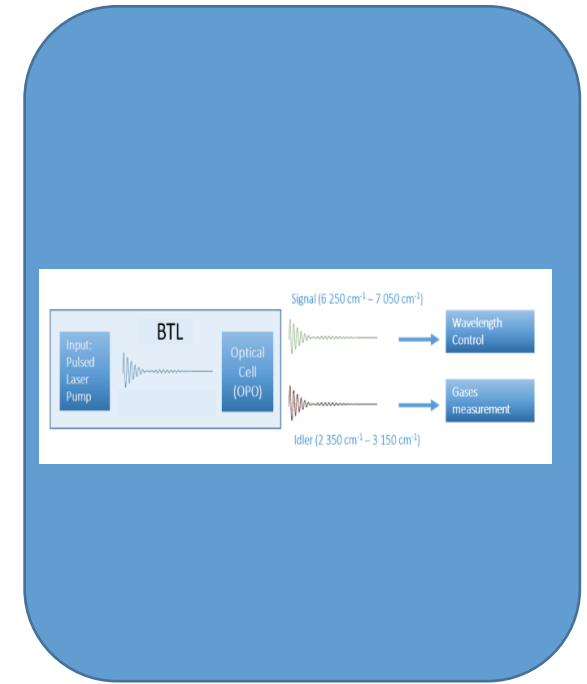 Signal (6 250 cm⁻¹ – 7 050 cm⁻¹)
BTL
Input:
Pulsed
Laser
Pump
Optical
Cell
(OPO)
Wavelength
Control
Gases
measurement
Idler (2 350 cm⁻¹ – 3 150 cm⁻¹)